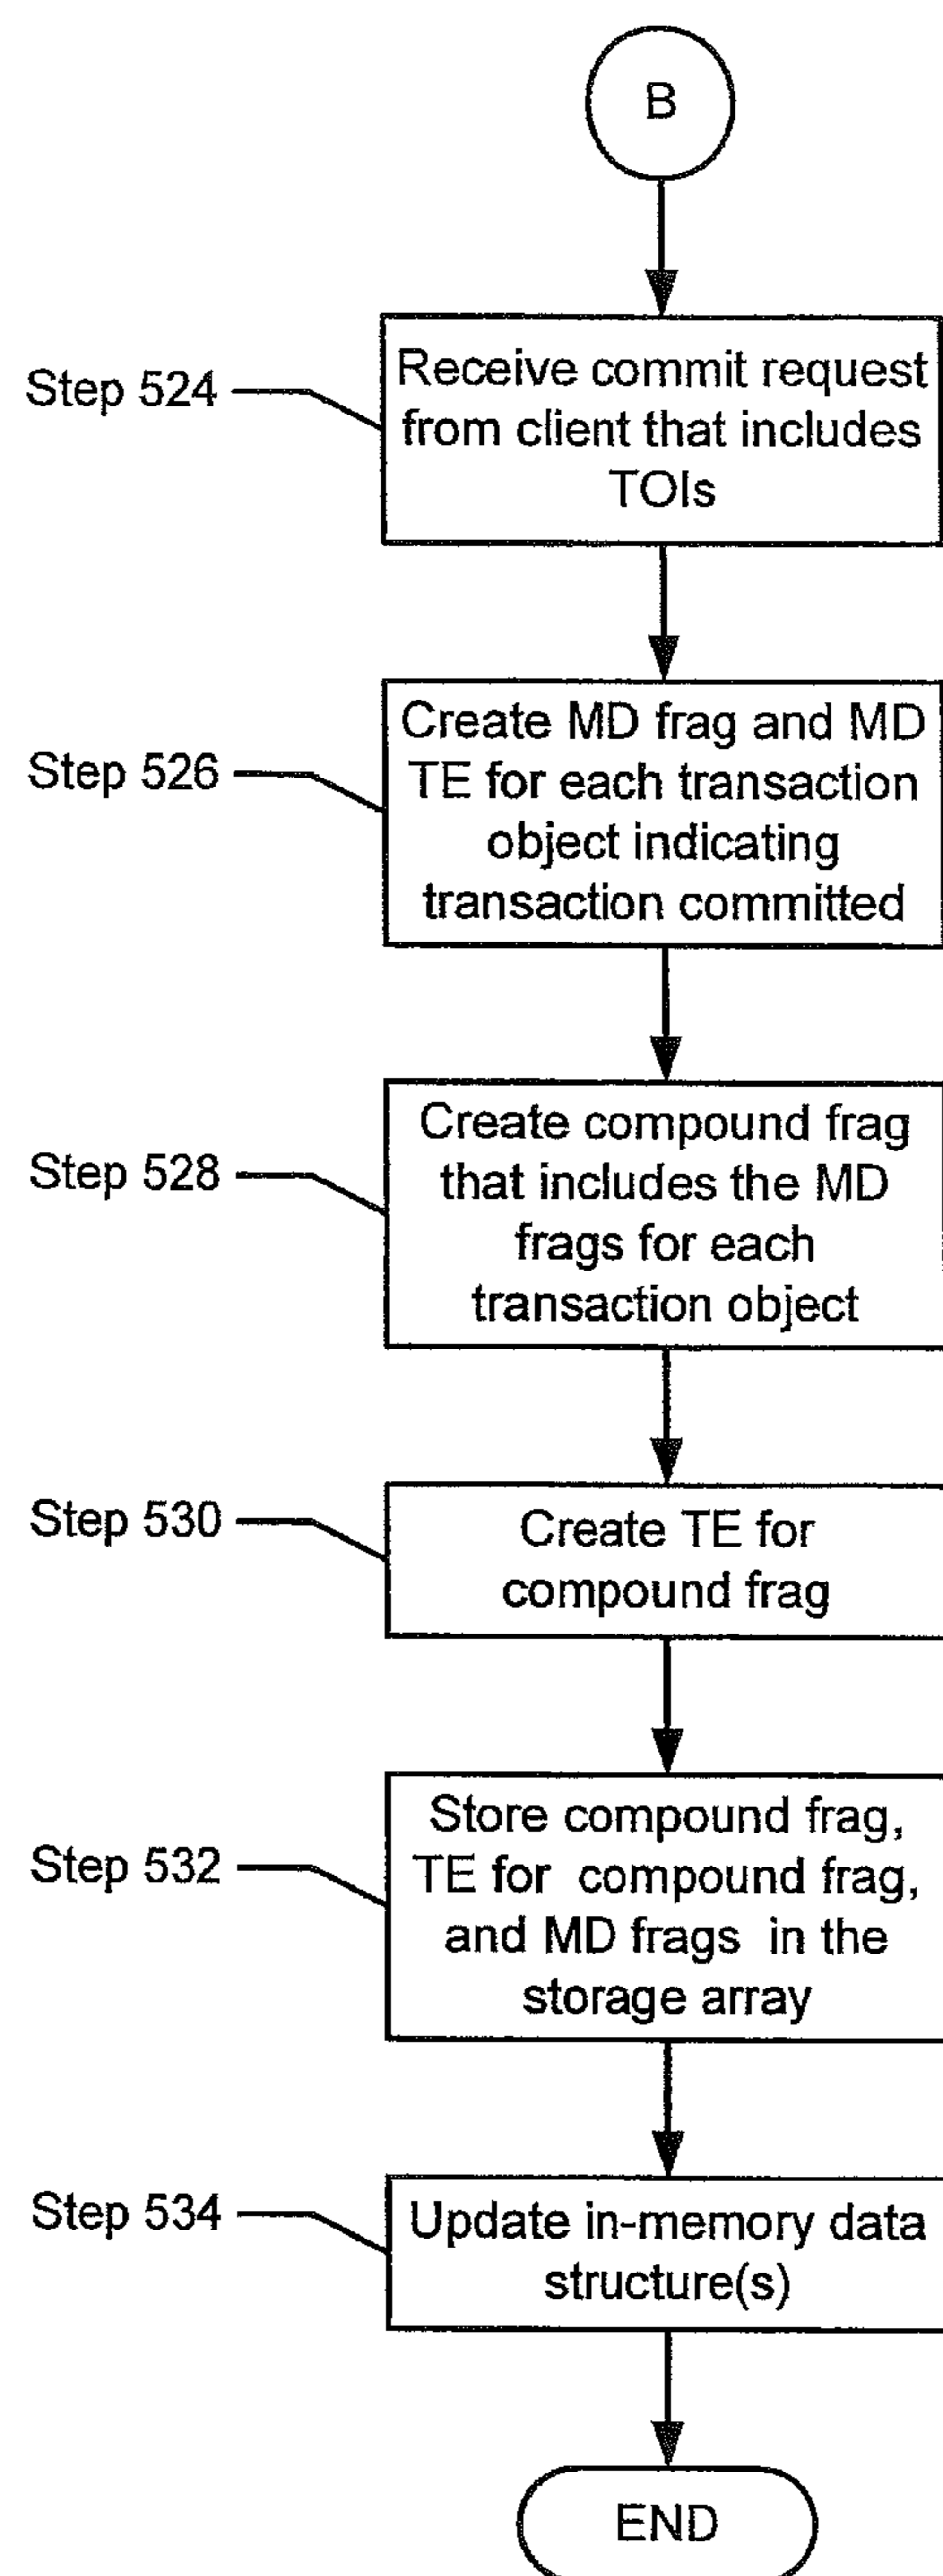 B
Step 524
Receive commit request
from client that includes
TOIs
Step 526
Create MD frag and MD
TE for each transaction
object indicating
transaction committed
Step 528
Create compound frag
that includes the MD
frags for each
transaction object
Step 530
Create TE for
compound frag
Step 532
Store compound frag,
TE for compound frag,
and MD frags in the
storage array
Step 534
Update in-memory data
structure(s)
END